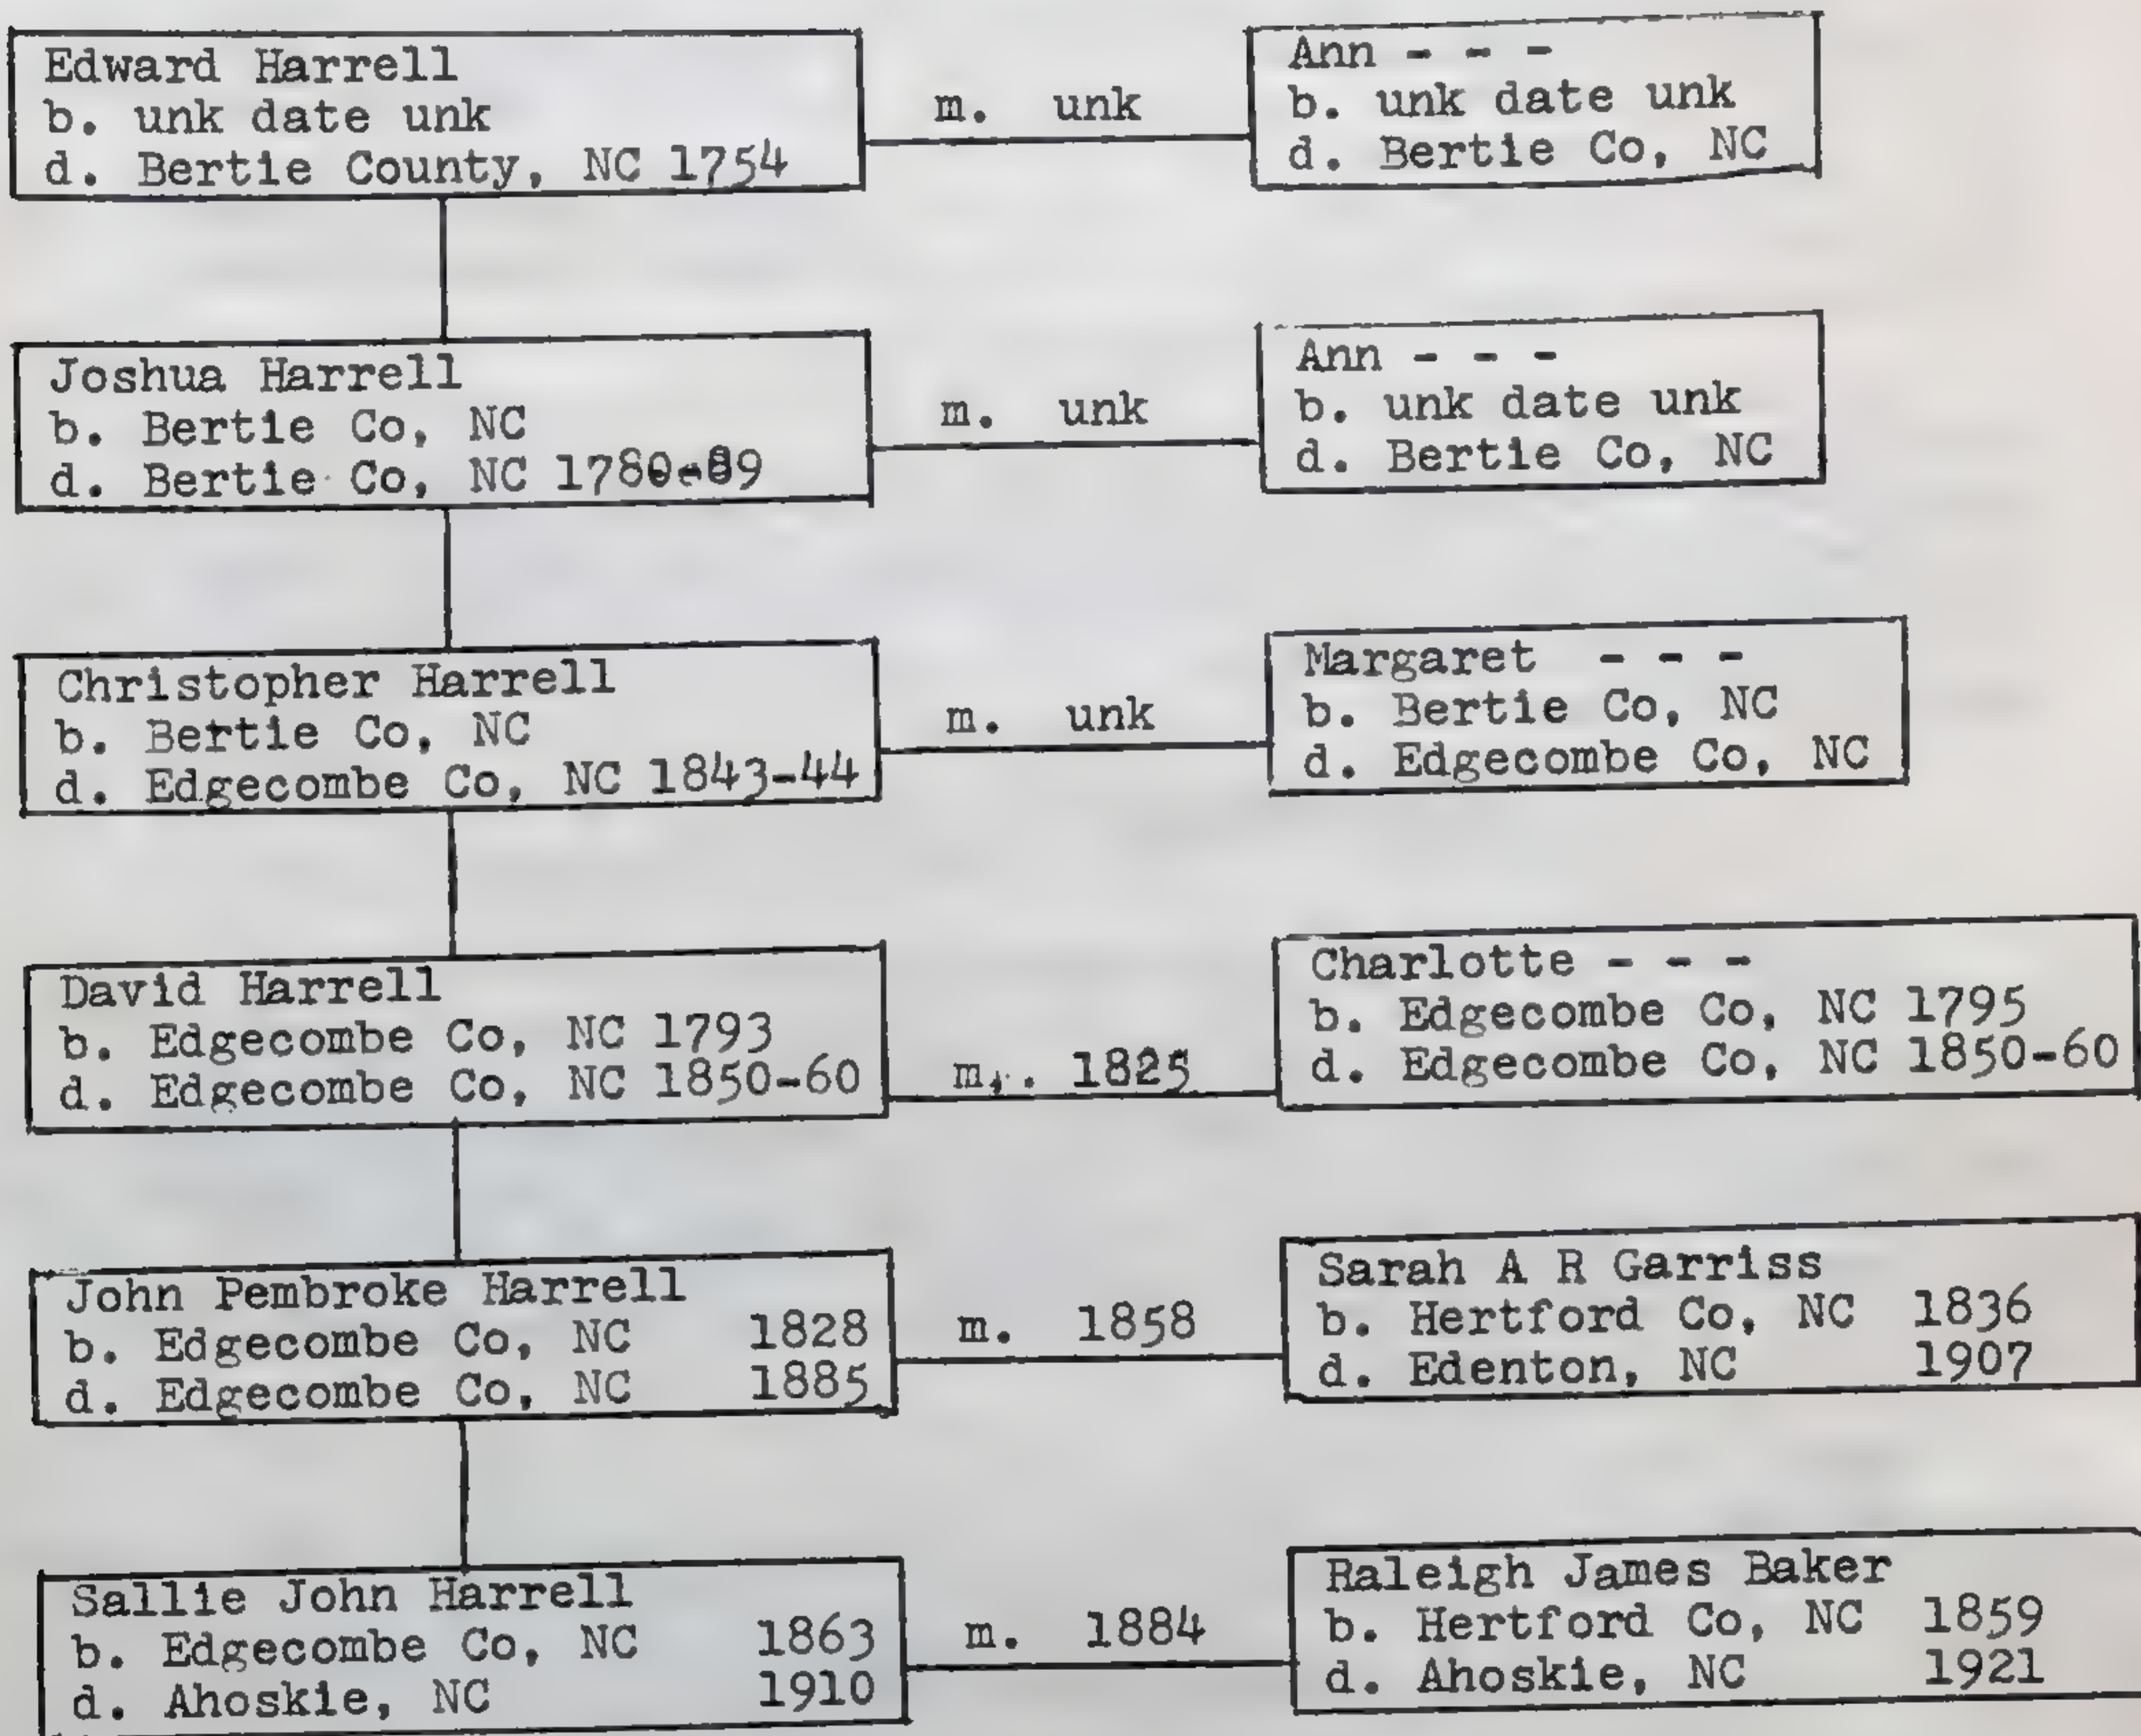 Edward Harrell
b. unk date unk
d. Bertie County, NC 1754
m. unk
Ann - - -
b. unk date unk
d. Bertie Co, NC
Joshua Harrell
b. Bertie Co, NC
d. Bertie Co, NC 1780-89
m. unk
Ann - - -
b. unk date unk
d. Bertie Co, NC
Christopher Harrell
b. Bertie Co, NC
d. Edgecombe Co, NC 1843-44
m. unk
Margaret - - -
b. Bertie Co, NC
d. Edgecombe Co, NC
David Harrell
b. Edgecombe Co, NC 1793
d. Edgecombe Co, NC 1850-60
m. 1825
Charlotte - - -
b. Edgecombe Co, NC 1795
d. Edgecombe Co, NC 1850-60
John Pembroke Harrell
b. Edgecombe Co, NC 1828
d. Edgecombe Co, NC 1885
m. 1858
Sarah A R Garriss
b. Hertford Co, NC 1836
d. Edenton, NC 1907
Sallie John Harrell
b. Edgecombe Co, NC 1863
d. Ahoskie, NC 1910
m. 1884
Raleigh James Baker
b. Hertford Co, NC 1859
d. Ahoskie, NC 1921